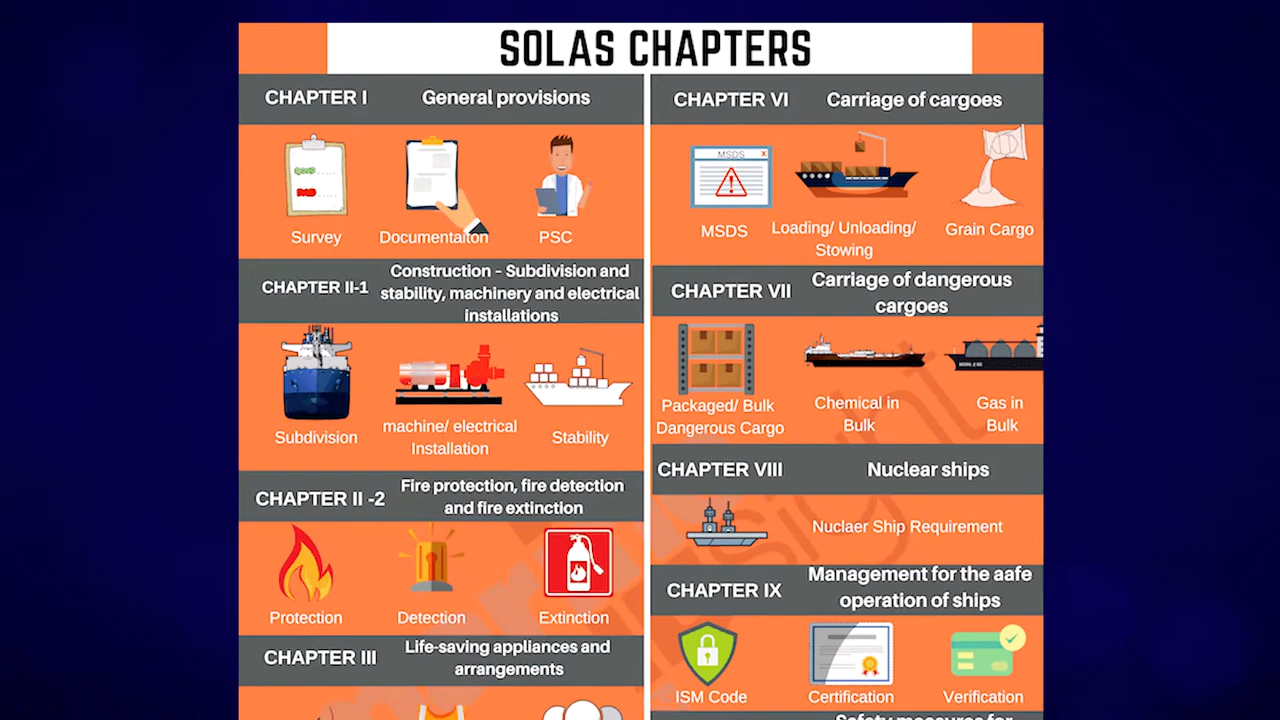 SOLAS CHAPTERS
CHAPTER I General provisions
Survey Documentaiton PSC
CHAPTER II-1 Construction – Subdivision and
stability, machinery and electrical
installations
Subdivision machine/ electrical
Installation Stability
CHAPTER II -2 Fire protection, fire detection
and fire extinction
Protection Detection Extinction
CHAPTER III Life-saving appliances and
arrangements
CHAPTER VI Carriage of cargoes
MSDS X
MSDS Loading/ Unloading/
Stowing Grain Cargo
CHAPTER VII Carriage of dangerous
cargoes
Packaged/ Bulk
Dangerous Cargo Chemical in
Bulk Gas in
Bulk
CHAPTER VIII Nuclear ships
Nuclaer Ship Requirement
CHAPTER IX Management for the aafe
operation of ships
ISM Code Certification Verification
Safety measures for